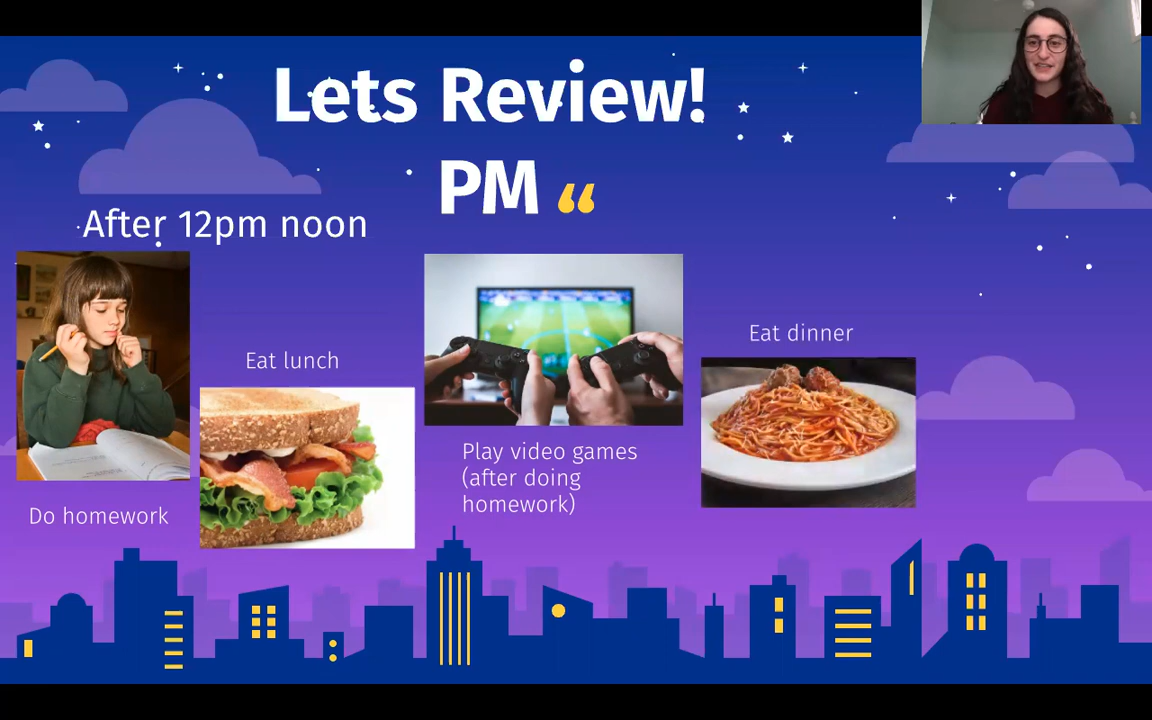 Lets Review!
PM “
After 12pm noon
Do homework
Eat lunch
Play video games
(after doing
homework)
Eat dinner